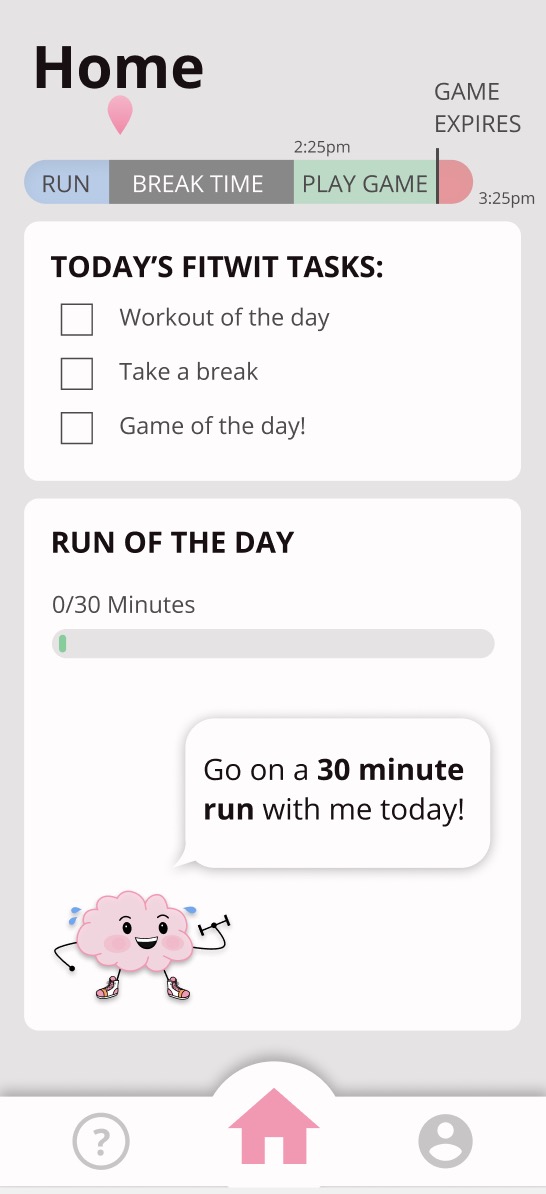 Home
GAME
EXPIRES
2:25pm
RUN BREAK TIME PLAY GAME
3:25pm
TODAY’S FITWIT TASKS:
Workout of the day
Take a break
Game of the day!
RUN OF THE DAY
0/30 Minutes
Go on a 30 minute
run with me today!
?